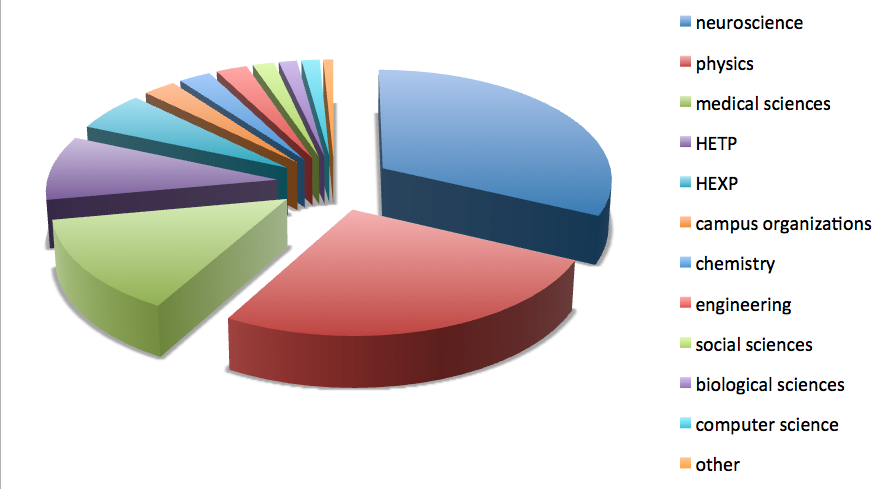 neuroscience
physics
medical sciences
HETP
HEXP
campus organizations
chemistry
engineering
social sciences
biological sciences
computer science
other